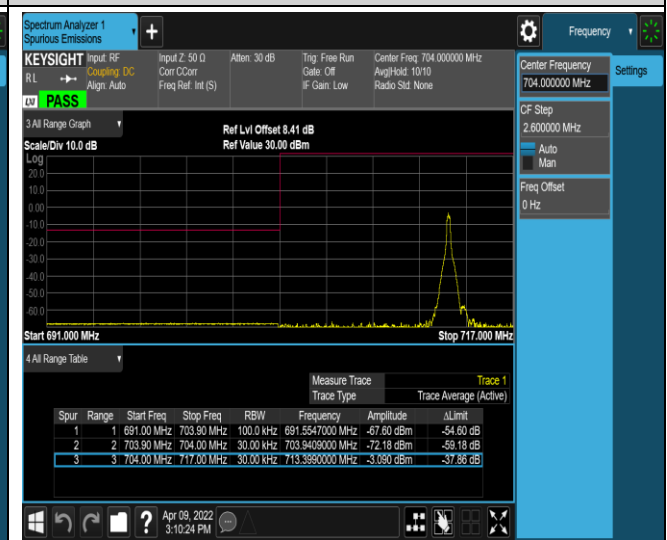 Spectrum Analyzer 1
Spurious Emissions
+
Frequency
KEYSIGHT Input: RF Input Z: 50 Ω Atten: 30 dB Trig: Free Run Center Freq: 704.000000 MHz
R L Coupling: DC Corr CCorr Gate: Off Avg|Hold: 10/10
Align: Auto Freq Ref: Int (S) IF Gain: Low Radio Std: None
LXI PASS
Center Frequency
704.000000 MHz
Settings
CF Step
2.600000 MHz
Auto
Man
Freq Offset
0 Hz
3 All Range Graph
Ref Lvl Offset 8.41 dB
Scale/Div 10.0 dB Ref Value 30.00 dBm
Log
20.0
10.0
0.00
-10.0
-20.0
-30.0
-40.0
-50.0
-60.0
Start 691.000 MHz Stop 717.000 MHz
4 All Range Table
Measure Trace Trace 1
Trace Type Trace Average (Active)
Spur Range Start Freq Stop Freq RBW Frequency Amplitude ΔLimit
1 1 691.00 MHz 703.90 MHz 100.0 kHz 691.5547000 MHz -67.60 dBm -54.60 dB
2 2 703.90 MHz 704.00 MHz 30.00 kHz 703.9409000 MHz -72.18 dBm -59.18 dB
3 3 704.00 MHz 717.00 MHz 30.00 kHz 713.3990000 MHz -3.090 dBm -37.86 dB
? Apr 09, 2022
3:10:24 PM